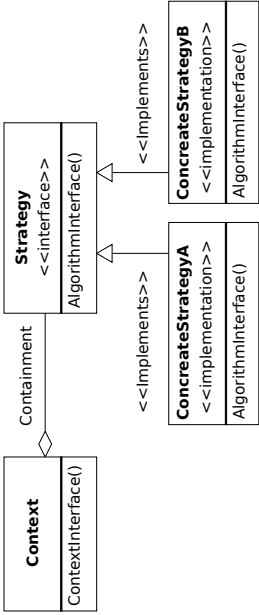 Context
ContextInterface()
Containment
Strategy
<<interface>>
AlgorithmInterface()
<<Implements>>
<<Implements>>
ConcreateStrategyA
<<implementation>>
AlgorithmInterface()
ConcreateStrategyB
<<implementation>>
AlgorithmInterface()